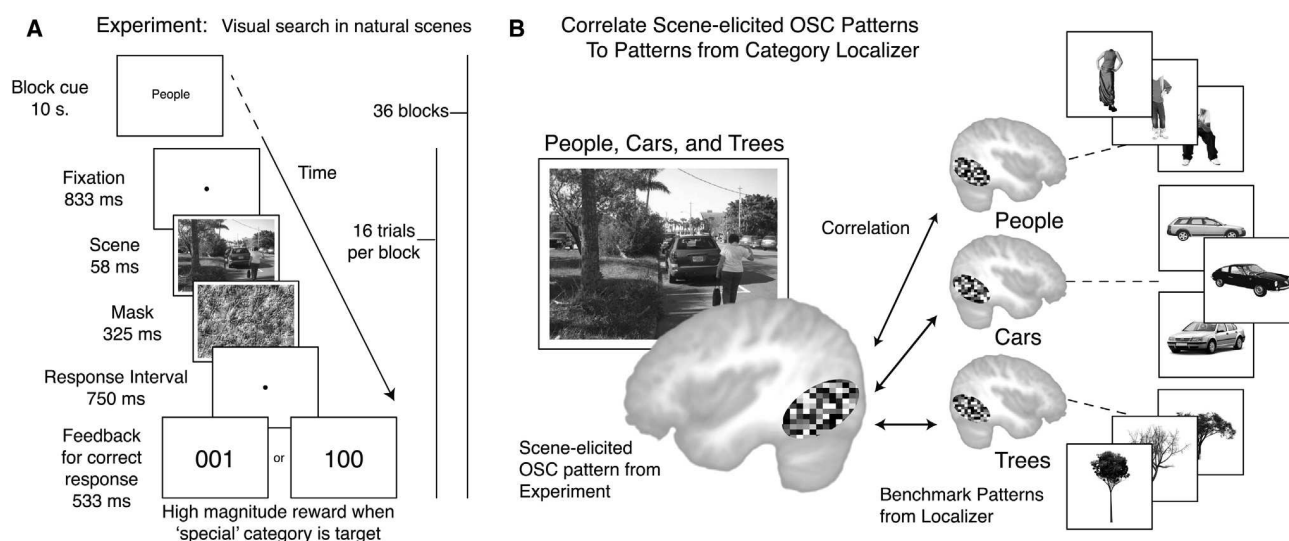 A
Experiment: Visual search in natural scenes
Block cue
10 s.
People
36 blocks
Time
Fixation
833 ms
16 trials
per block
Scene
58 ms
Mask
325 ms
Response Interval
750 ms
Feedback
for correct
response
533 ms
001 or 100
High magnitude reward when
‘special’ category is target
B
Correlate Scene-elicited OSC Patterns
To Patterns from Category Localizer
People, Cars, and Trees
Correlation
People
Cars
Trees
Scene-elicited
OSC pattern from
Experiment
Benchmark Patterns
from Localizer